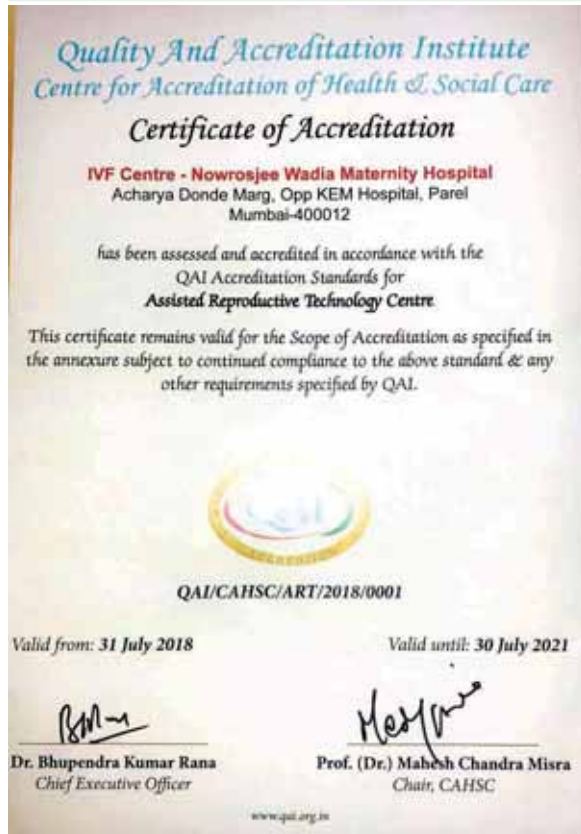 Quality And Accreditation Institute
Centre for Accreditation of Health & Social Care
Certificate of Accreditation
IVF Centre - Nowrosjee Wadia Maternity Hospital
Acharya Donde Marg, Opp KEM Hospital, Parel
Mumbai-400012
has been assessed and accredited in accordance with the
QAI Accreditation Standards for
Assisted Reproductive Technology Centre
This certificate remains valid for the Scope of Accreditation as specified in
the annexure subject to continued compliance to the above standard & any
other requirements specified by QAI.
QAI/CAHSC/ART/2018/0001
Valid from: 31 July 2018 Valid until: 30 July 2021
Dr. Bhupendra Kumar Rana Prof. (Dr.) Mahesh Chandra Misra
Chief Executive Officer Chair, CAHSC
www.qai.org.in